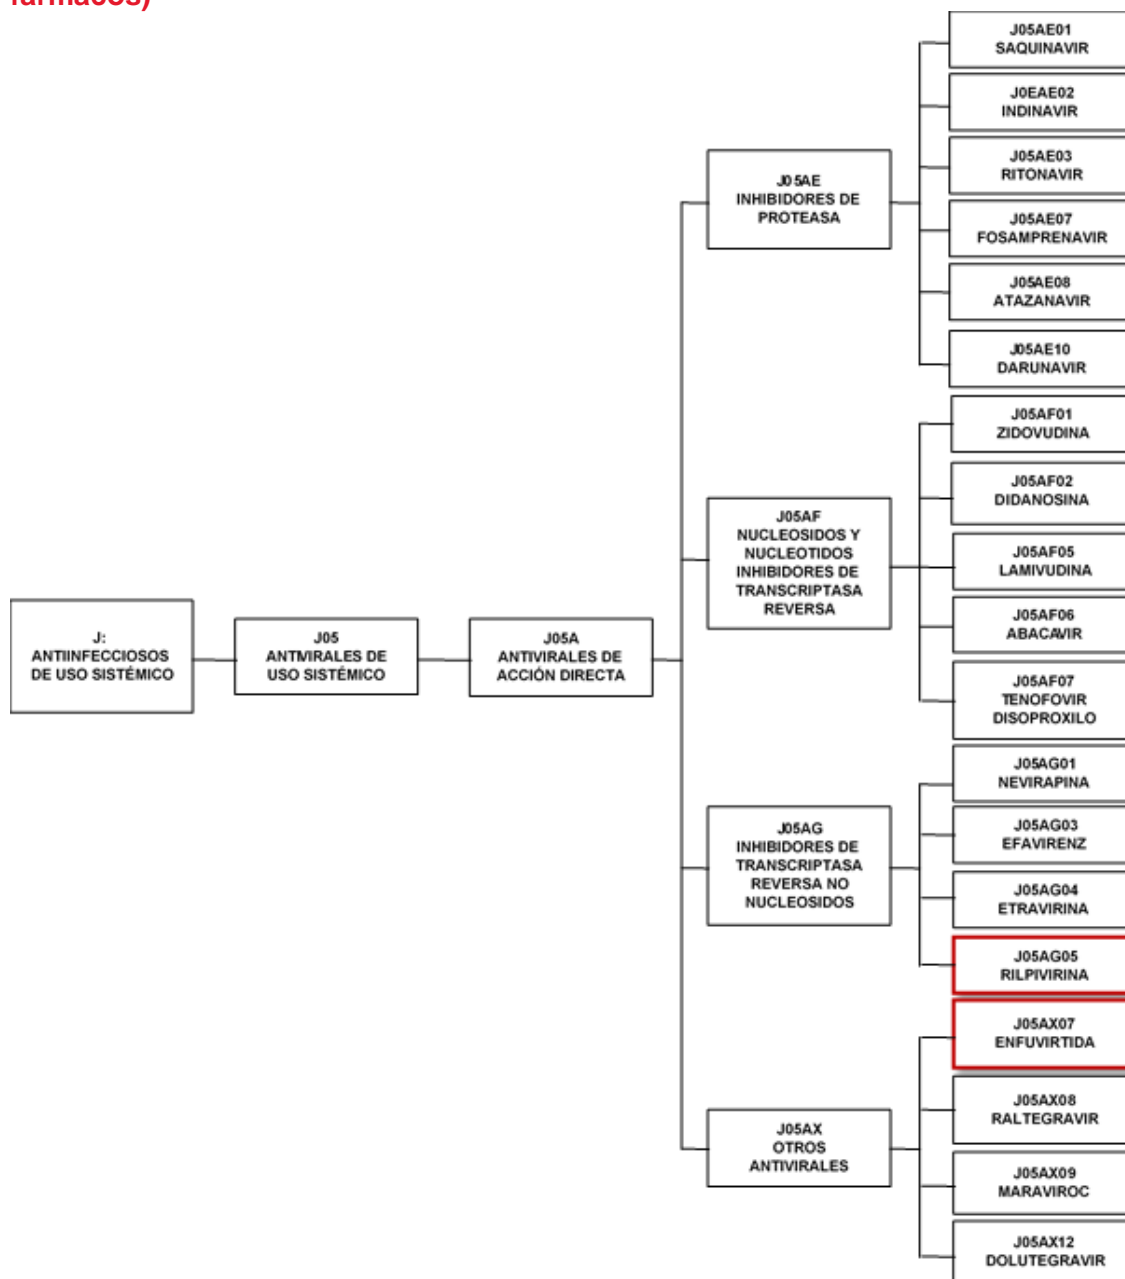 fármacos)
J05AE01
SAQUINAVIR
J0EAE02
INDINAVIR
J05AE03
RITONAVIR
J05AE07
FOSAMPRENAVIR
J05AE08
ATAZANAVIR
J05AE10
DARUNAVIR
J05AE
INHIBIDORES DE
PROTEASA
J05AF01
ZIDOVUDINA
J05AF02
DIDANOSINA
J05AF05
LAMIVUDINA
J05AF06
ABACAVIR
J05AF07
TENOFOVIR
DISOPROXILO
J05AF
NUCLEOSIDOS Y
NUCLEOTIDOS
INHIBIDORES DE
TRANSCRIPTASA
REVERSA
J:
ANTIINFECCIOSOS
DE USO SISTÉMICO
J05
ANTIVIRALES DE
USO SISTÉMICO
J05A
ANTIVIRALES DE
ACCIÓN DIRECTA
J05AG01
NEVIRAPINA
J05AG03
EFAVIRENZ
J05AG04
ETRAVIRINA
J05AG05
RILPIVIRINA
J05AG
INHIBIDORES DE
TRANSCRIPTASA
REVERSA NO
NUCLEOSIDOS
J05AX07
ENFUVIRTIDA
J05AX08
RALTEGRAVIR
J05AX09
MARAVIROC
J05AX12
DOLUTEGRAVIR
J05AX
OTROS
ANTIVIRALES